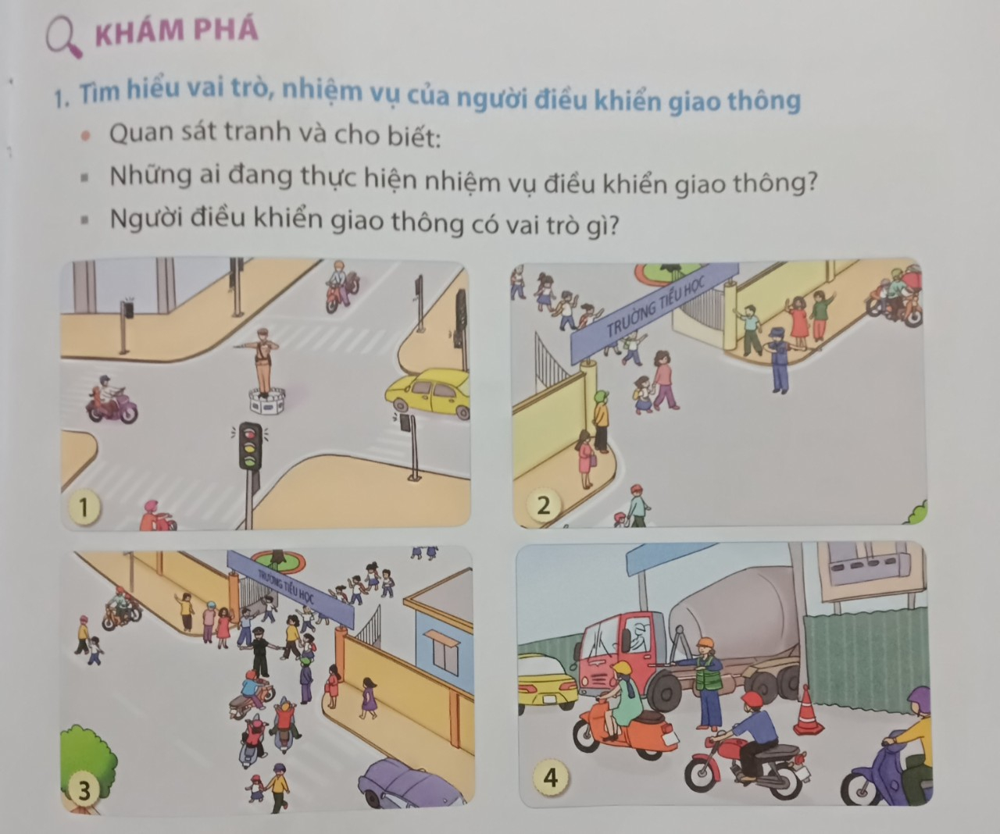 KHÁM PHÁ
1. Tìm hiểu vai trò, nhiệm vụ của người điều khiển giao thông
• Quan sát tranh và cho biết:
▪ Những ai đang thực hiện nhiệm vụ điều khiển giao thông?
▪ Người điều khiển giao thông có vai trò gì?
1
TRƯỜNG TIỂU HỌC
2
TRƯỜNG TIỂU HỌC
3
4